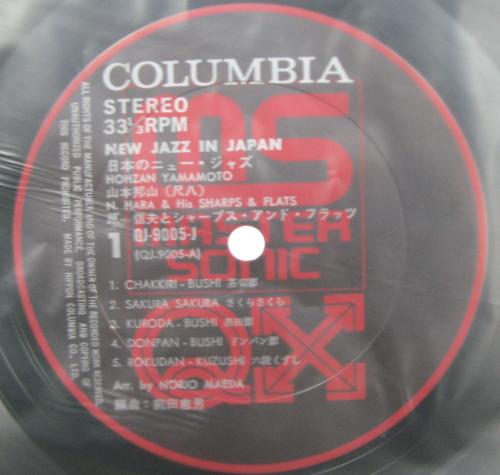 COLUMBIA
STEREO
33⅓RPM
NEW JAZZ IN JAPAN
日本のニュー・ジャズ
HOHZAN YAMAMOTO
山本邦山（尺八）
N. HARA & His SHARPS & FLATS
原 信夫とシャープス・アンド・フラッツ
1 QJ-9005-J
(QJ-9005-A)
MASTER
SONIC
1. CHAKKIRI - BUSHI 茶切節
2. SAKURA SAKURA さくらさくら
3. KURODA - BUSHI 黒田節
4. DONPAN - BUSHI ドンパン節
5. ROKUDAN - KUZUSHI 六段くずし
Arr. by NORIO MAEDA
編曲：前田憲男
ALL RIGHTS OF THE MANUFACTURER AND OF THE OWNER OF THE RECORDED WORK RESERVED.
UNAUTHORIZED PUBLIC PERFORMANCE, BROADCASTING AND COPYING OF
THIS RECORD PROHIBITED. MADE BY NIPPON COLUMBIA CO., LTD.